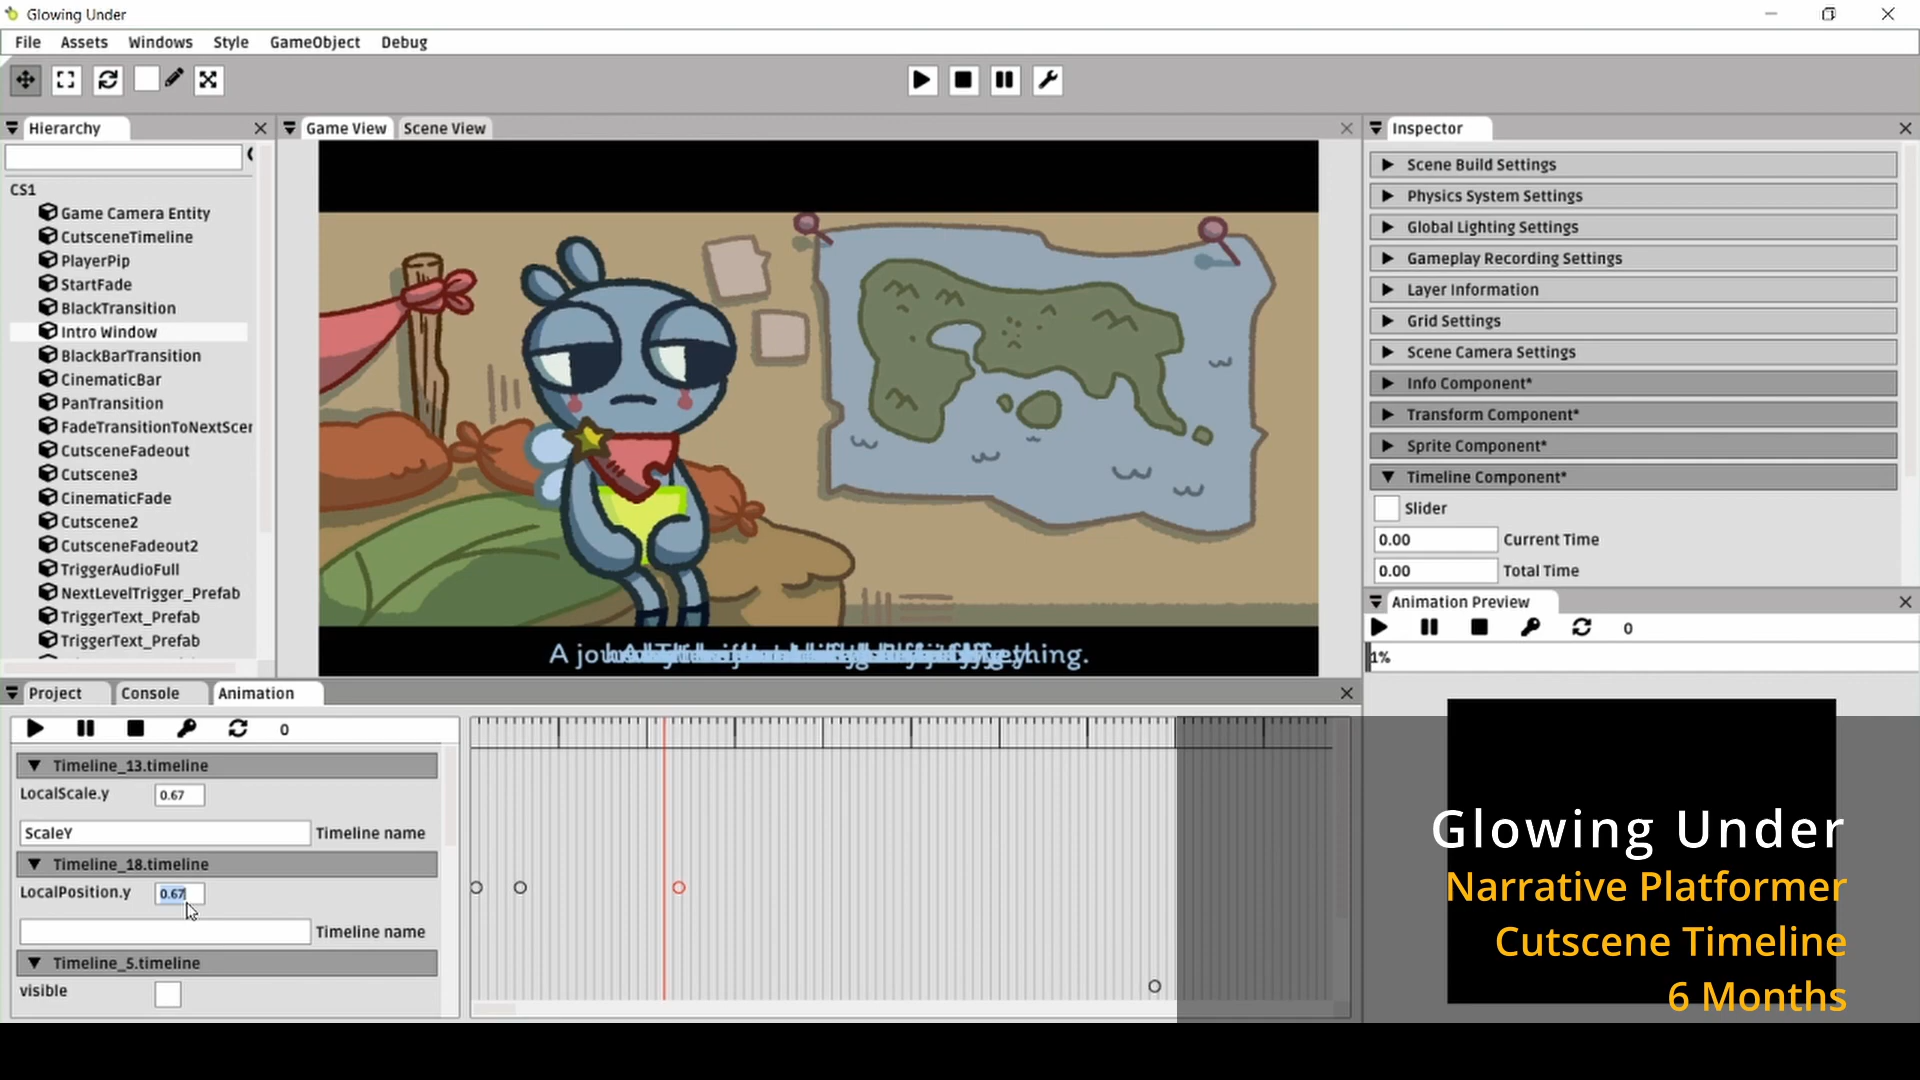 Glowing Under
File Assets Windows Style GameObject Debug
Hierarchy
CS1
Game Camera Entity
CutsceneTimeline
PlayerPip
StartFade
BlackTransition
Intro Window
BlackBarTransition
CinematicBar
PanTransition
FadeTransitionToNextScer
CutsceneFadeout
Cutscene3
CinematicFade
Cutscene2
CutsceneFadeout2
TriggerAudioFull
NextLevelTrigger_Prefab
TriggerText_Prefab
TriggerText_Prefab
Game View Scene View
A
Inspector
Scene Build Settings
Physics System Settings
Global Lighting Settings
Gameplay Recording Settings
Layer Information
Grid Settings
Scene Camera Settings
Info Component*
Transform Component*
Sprite Component*
Timeline Component*
Slider
0.00 Current Time
0.00 Total Time
Animation Preview
0
1%
Project Console Animation
0
Timeline_13.timeline
LocalScale.y 0.67
ScaleY Timeline name
Timeline_18.timeline
LocalPosition.y 0.67
Timeline name
Timeline_5.timeline
visible
Glowing Under
Narrative Platformer
Cutscene Timeline
6 Months